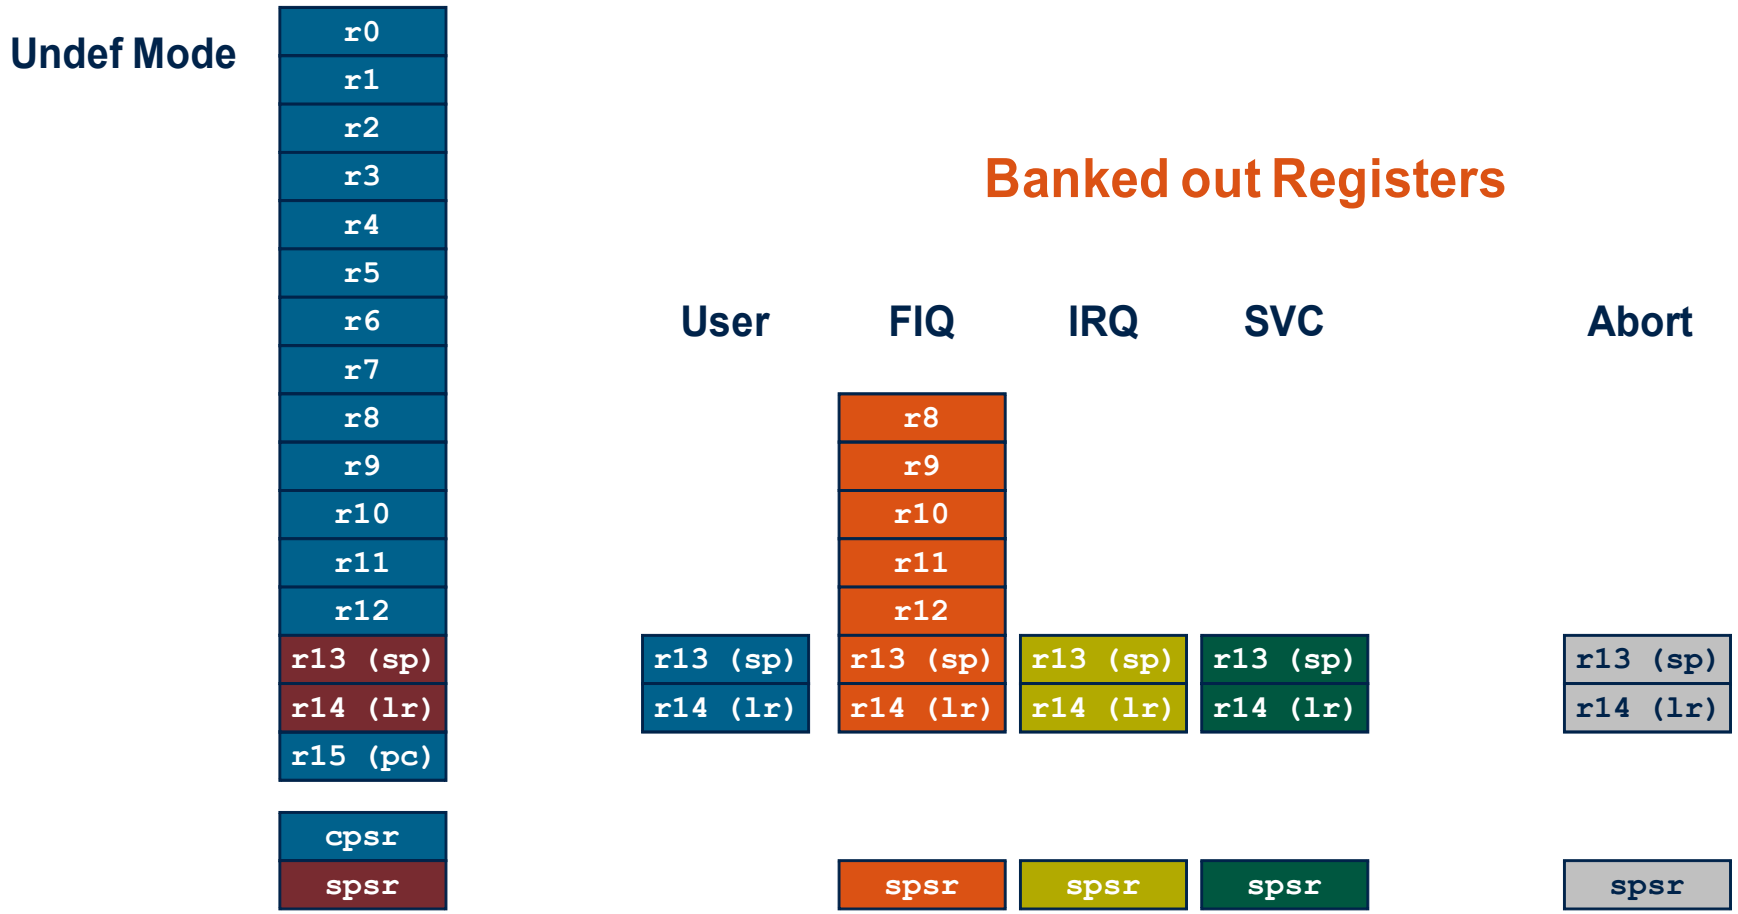 Undef Mode
r0
r1
r2
r3
r4
r5
r6
r7
r8
r9
r10
r11
r12
r13 (sp)
r14 (lr)
r15 (pc)
cpsr
spsr
Banked out Registers
User
r13 (sp)
r14 (lr)
FIQ
r8
r9
r10
r11
r12
r13 (sp)
r14 (lr)
spsr
IRQ
r13 (sp)
r14 (lr)
spsr
SVC
r13 (sp)
r14 (lr)
spsr
Abort
r13 (sp)
r14 (lr)
spsr